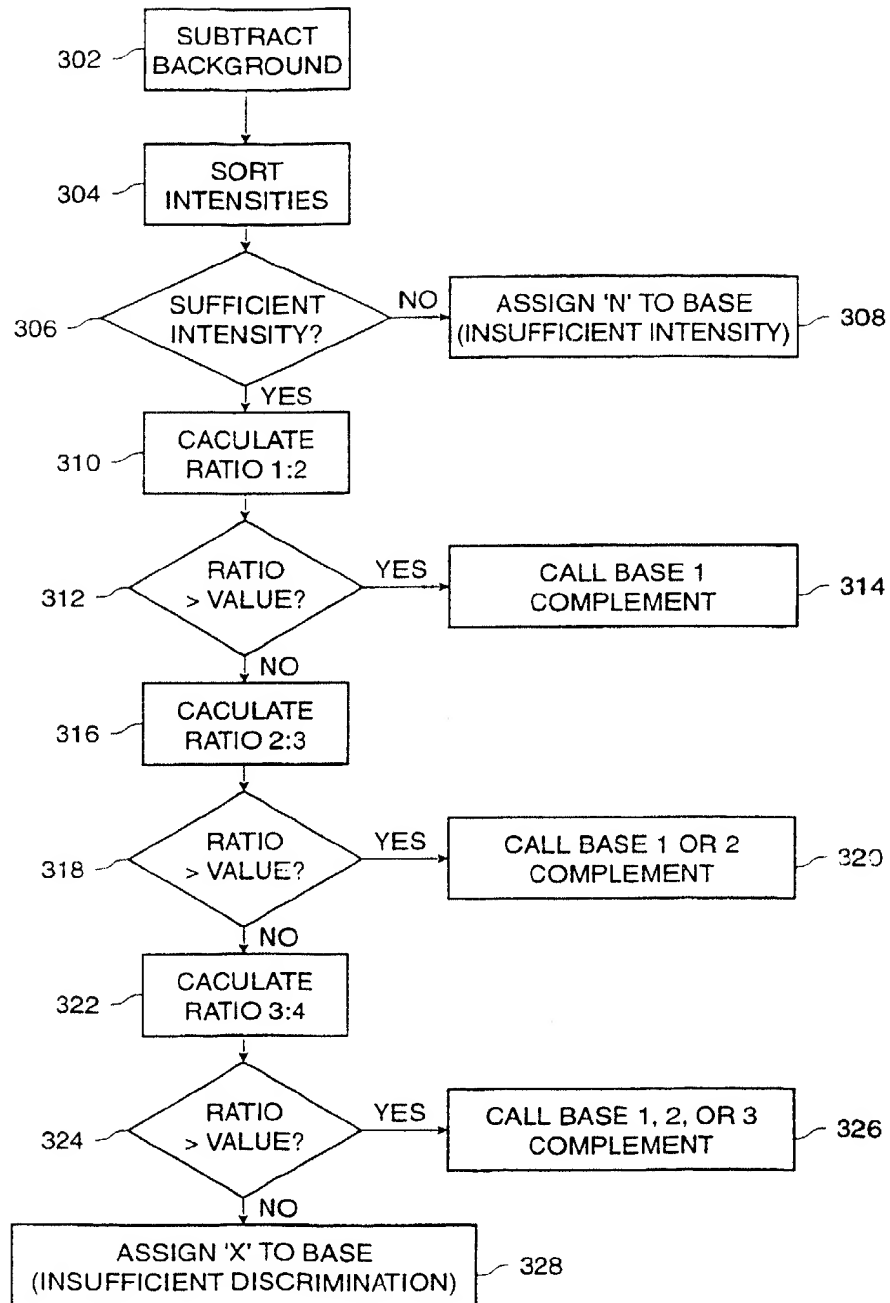 302
SUBTRACT
BACKGROUND
304
SORT
INTENSITIES
306
SUFFICIENT
INTENSITY?
NO
ASSIGN 'N' TO BASE
(INSUFFICIENT INTENSITY)
308
YES
310
CACULATE
RATIO 1:2
312
RATIO
> VALUE?
YES
CALL BASE 1
COMPLEMENT
314
NO
316
CACULATE
RATIO 2:3
318
RATIO
> VALUE?
YES
CALL BASE 1 OR 2
COMPLEMENT
320
NO
322
CACULATE
RATIO 3:4
324
RATIO
> VALUE?
YES
CALL BASE 1, 2, OR 3
COMPLEMENT
326
NO
ASSIGN 'X' TO BASE
(INSUFFICIENT DISCRIMINATION)
328